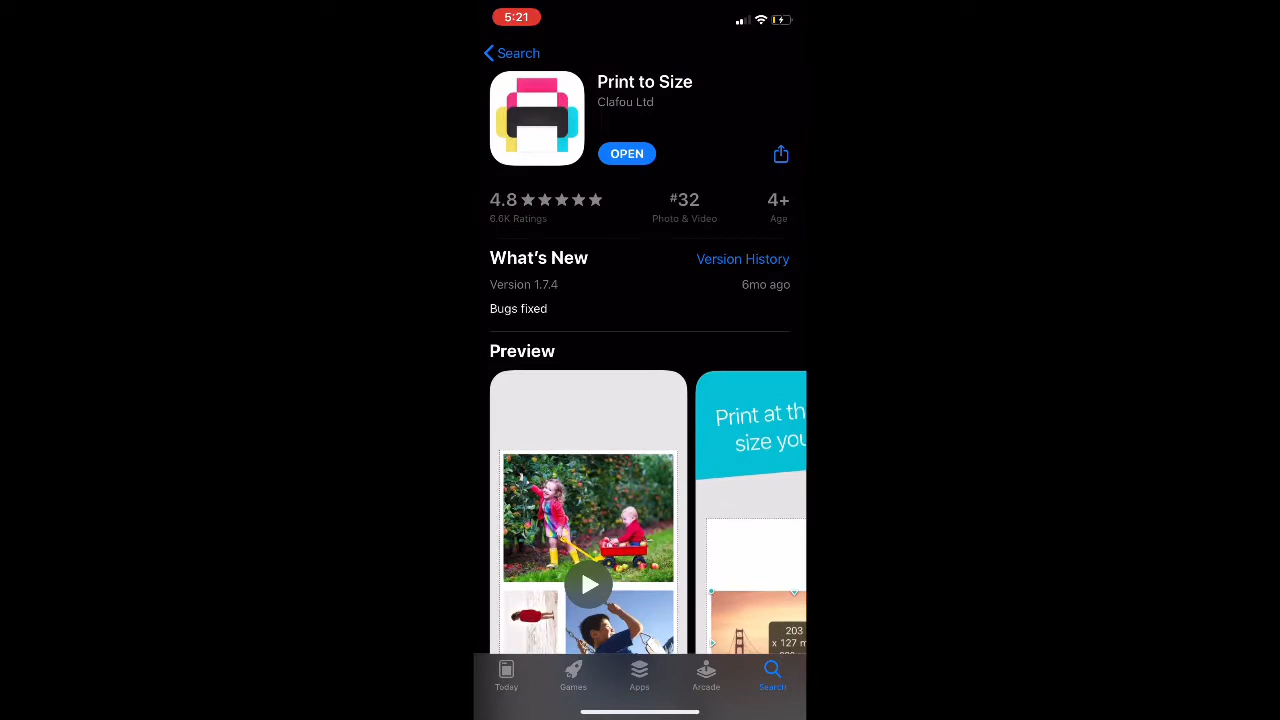 5:21
Search
Print to Size
Clafou Ltd
OPEN
4.8
#32
4+
6.6K Ratings
Photo & Video
Age
What's New
Version History
Version 1.7.4
6mo ago
Bugs fixed
Preview
Print at th
size you
203
x 127 m
Today
Games
Apps
Arcade
Search